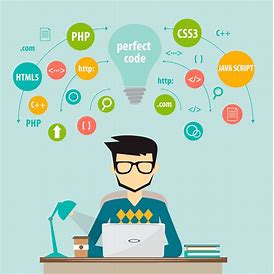 PHP
CSS3
.com
perfect
code
</>
HTML5
<···>
http:
http:
</>
JAVA SCRIPT
C++
.com
{ }
C++
PHP
[ ]